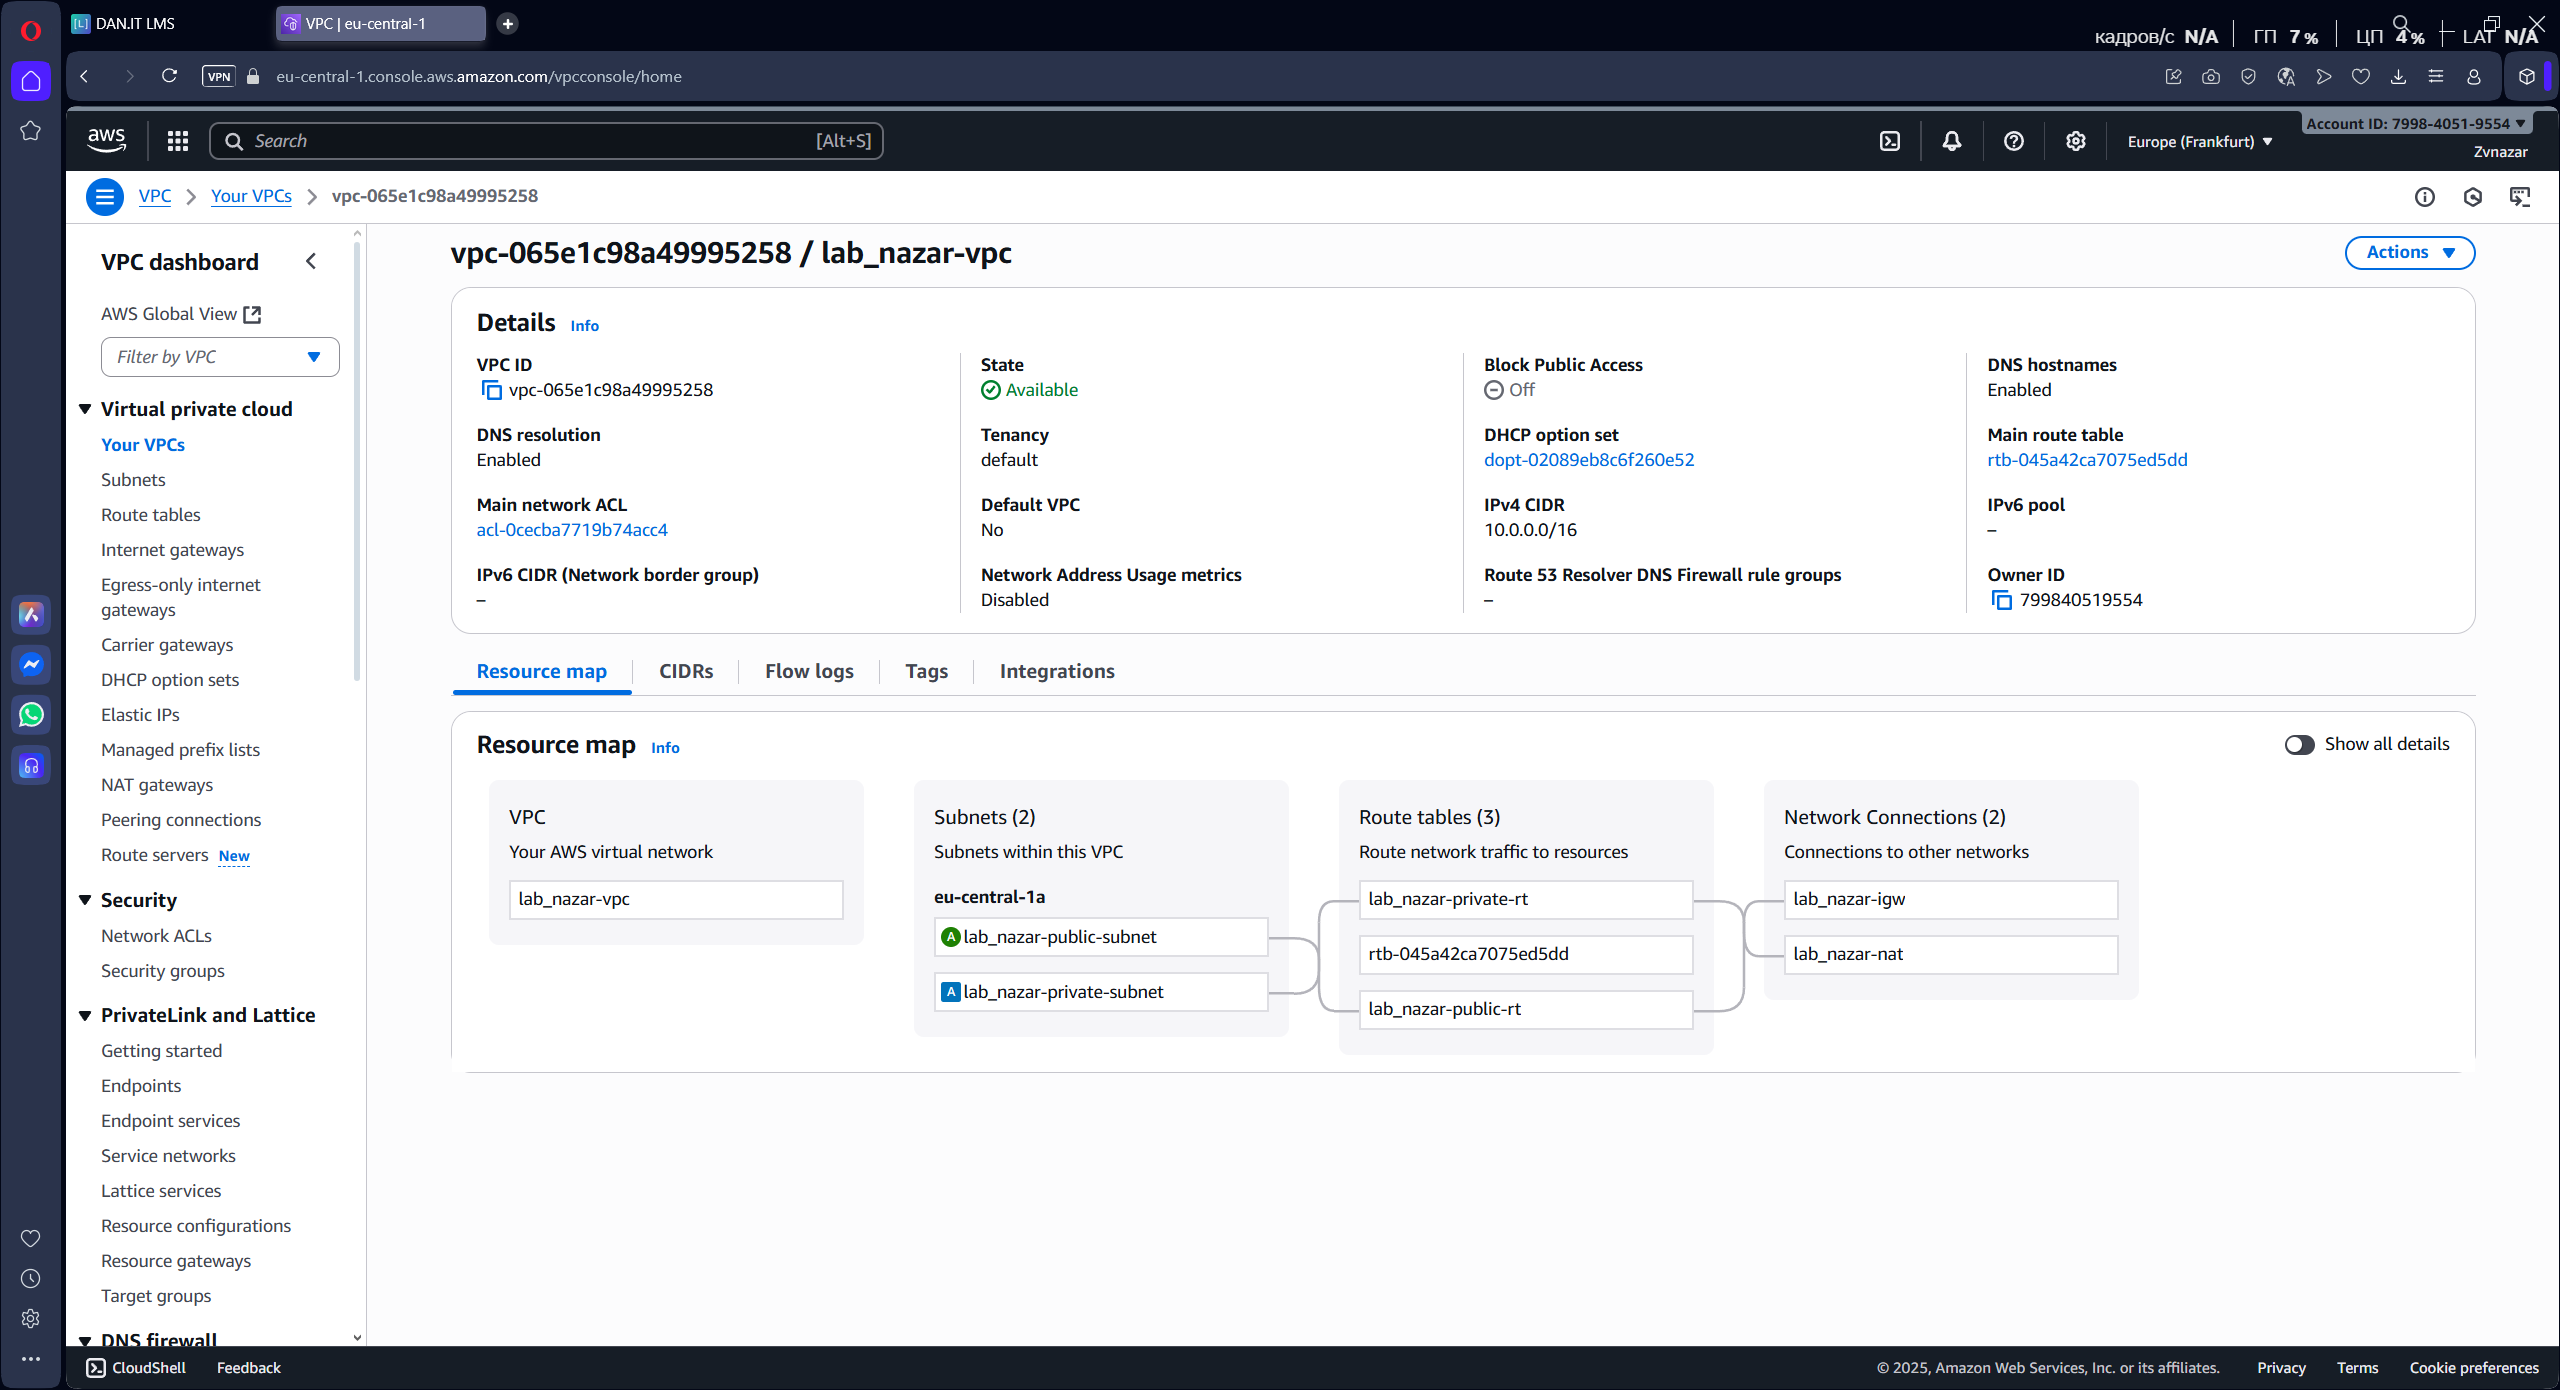 DAN.IT LMS
VPC | eu-central-1
кадров/с N/A ГП 7 % ЦП 4 % LAT N/A
VPN
eu-central-1.console.aws.amazon.com/vpcconsole/home
aws
Search [Alt+S]
Europe (Frankfurt)
Account ID: 7998-4051-9554
Zvnazar
VPC > Your VPCs > vpc-065e1c98a49995258
VPC dashboard
AWS Global View
Filter by VPC
Virtual private cloud
Your VPCs
Subnets
Route tables
Internet gateways
Egress-only internet
gateways
Carrier gateways
DHCP option sets
Elastic IPs
Managed prefix lists
NAT gateways
Peering connections
Route servers New
Security
Network ACLs
Security groups
PrivateLink and Lattice
Getting started
Endpoints
Endpoint services
Service networks
Lattice services
Resource configurations
Resource gateways
Target groups
DNS firewall
vpc-065e1c98a49995258 / lab_nazar-vpc
Actions
Details Info
VPC ID
vpc-065e1c98a49995258
State
Available
Block Public Access
Off
DNS hostnames
Enabled
DNS resolution
Enabled
Tenancy
default
DHCP option set
dopt-02089eb8c6f260e52
Main route table
rtb-045a42ca7075ed5dd
Main network ACL
acl-0cecba7719b74acc4
Default VPC
No
IPv4 CIDR
10.0.0.0/16
IPv6 pool
–
IPv6 CIDR (Network border group)
–
Network Address Usage metrics
Disabled
Route 53 Resolver DNS Firewall rule groups
–
Owner ID
799840519554
Resource map
CIDRs
Flow logs
Tags
Integrations
Resource map Info
Show all details
VPC
Your AWS virtual network
lab_nazar-vpc
Subnets (2)
Subnets within this VPC
eu-central-1a
A lab_nazar-public-subnet
A lab_nazar-private-subnet
Route tables (3)
Route network traffic to resources
lab_nazar-private-rt
rtb-045a42ca7075ed5dd
lab_nazar-public-rt
Network Connections (2)
Connections to other networks
lab_nazar-igw
lab_nazar-nat
CloudShell
Feedback
© 2025, Amazon Web Services, Inc. or its affiliates.
Privacy
Terms
Cookie preferences